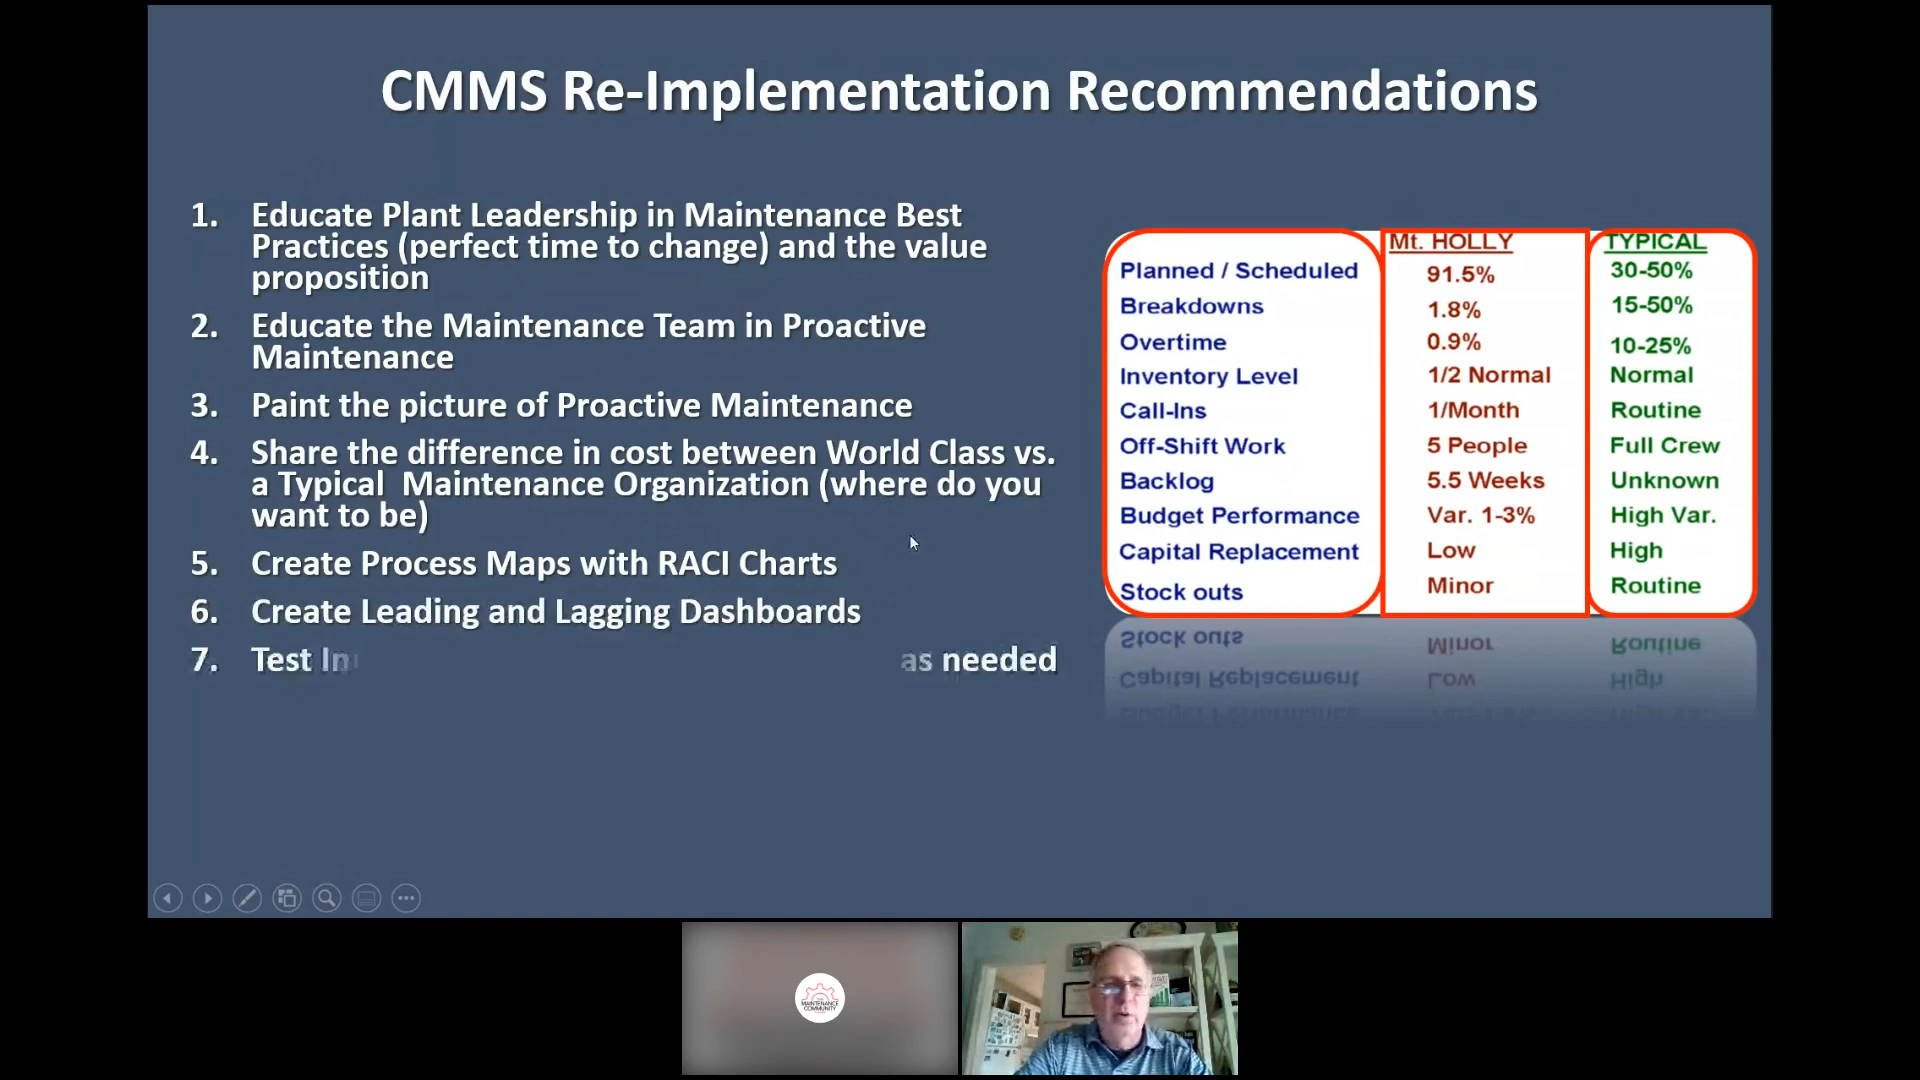 CMMS Re-Implementation Recommendations
1. Educate Plant Leadership in Maintenance Best
Practices (perfect time to change) and the value
proposition
2. Educate the Maintenance Team in Proactive
Maintenance
3. Paint the picture of Proactive Maintenance
4. Share the difference in cost between World Class vs.
a Typical Maintenance Organization (where do you
want to be)
5. Create Process Maps with RACI Charts
6. Create Leading and Lagging Dashboards
7. Test as needed
Mt. HOLLY TYPICAL
Planned / Scheduled 91.5% 30-50%
Breakdowns 1.8% 15-50%
Overtime 0.9% 10-25%
Inventory Level 1/2 Normal Normal
Call-Ins 1/Month Routine
Off-Shift Work 5 People Full Crew
Backlog 5.5 Weeks Unknown
Budget Performance Var. 1-3% High Var.
Capital Replacement Low High
Stock outs Minor Routine
MAINTENANCE
COMMUNITY